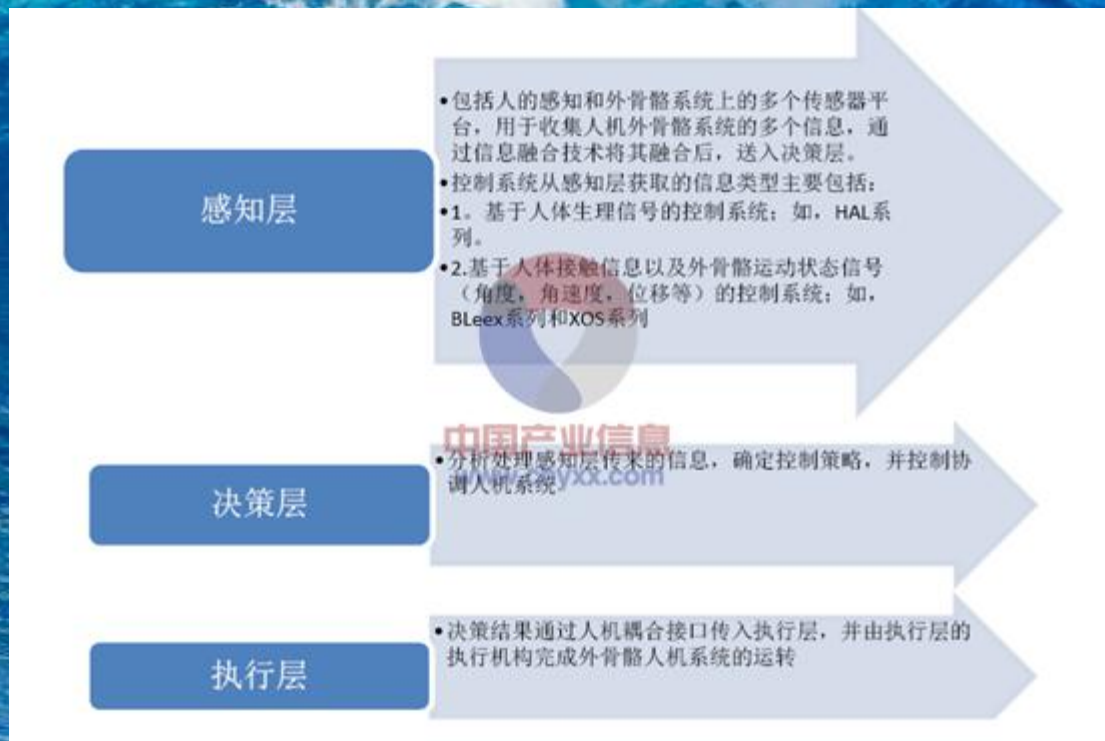 感知层
•包括人的感知和外骨骼系统上的多个传感器平
台，用于收集人机外骨骼系统的多个信息，通
过信息融合技术将其融合后，送入决策层。
•控制系统从感知层获取的信息类型主要包括：
•1。基于人体生理信号的控制系统；如，HAL系
列。
•2.基于人体接触信息以及外骨骼运动状态信号
（角度，角速度，位移等）的控制系统；如，
BLeex系列和XOS系列
中国产业信息
决策层
•分析处理感知层传来的信息，确定控制策略，并控制协
调人机系统
执行层
•决策结果通过人机耦合接口传入执行层，并由执行层的
执行机构完成外骨骼人机系统的运转